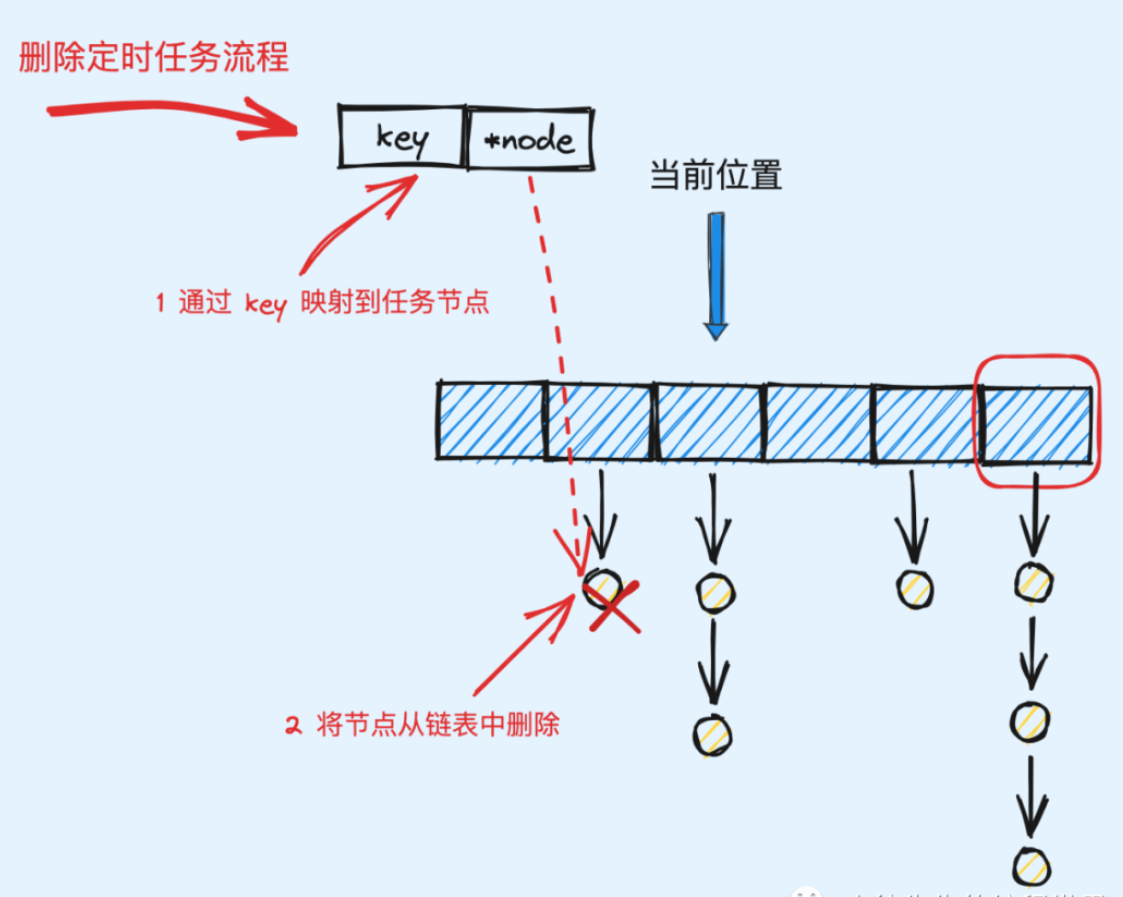 删除定时任务流程
key *node
当前位置
1 通过 key 映射到任务节点
2 将节点从链表中删除